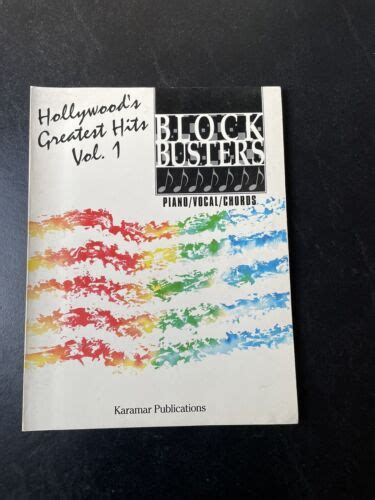 Hollywood's
Greatest Hits
Vol. 1
BLOCK
BUSTERS
PIANO/VOCAL/CHORDS
Karamar Publications